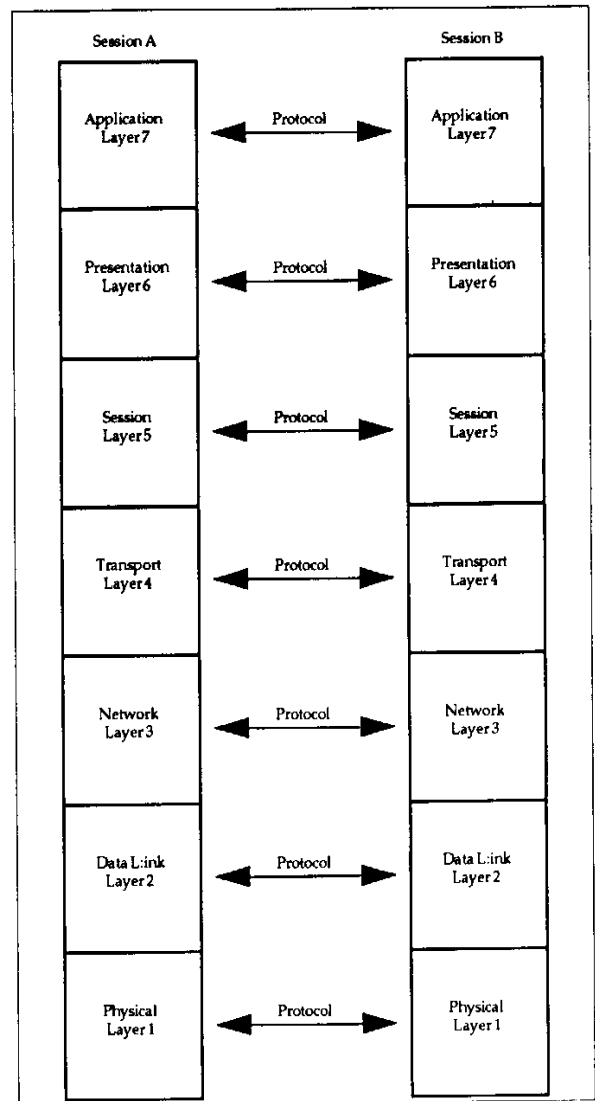 Session A
Session B
Application
Layer 7
Protocol
Application
Layer 7
Presentation
Layer 6
Protocol
Presentation
Layer 6
Session
Layer 5
Protocol
Session
Layer 5
Transport
Layer 4
Protocol
Transport
Layer 4
Network
Layer 3
Protocol
Network
Layer 3
Data L:ink
Layer 2
Protocol
Data L:ink
Layer 2
Physical
Layer 1
Protocol
Physical
Layer 1